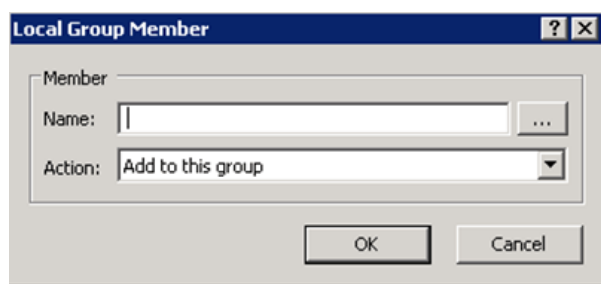 Local Group Member
Member
Name:
...
Action: Add to this group
OK Cancel